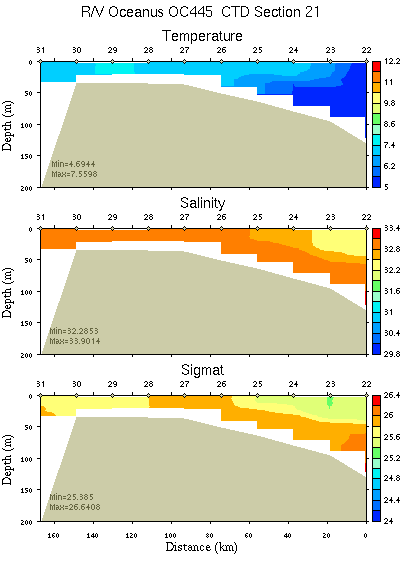 R/V Oceanus OC445 CTD Section 21
Temperature
31 30 29 28 27 26 25 24 23 22
Depth (m)
0
50
100
150
200
Min=4.6944
Max=7.5598
12.2
11
9.8
8.6
7.4
6.2
5
Salinity
31 30 29 28 27 26 25 24 23 22
Depth (m)
0
50
100
150
200
Min=32.2853
Max=33.9014
33.4
32.8
32.2
31.6
31
30.4
29.8
Sigmat
31 30 29 28 27 26 25 24 23 22
Depth (m)
0
50
100
150
200
Min=25.385
Max=26.6408
26.4
26
25.6
25.2
24.8
24.4
24
160 140 120 100 80 60 40 20 0
Distance (km)